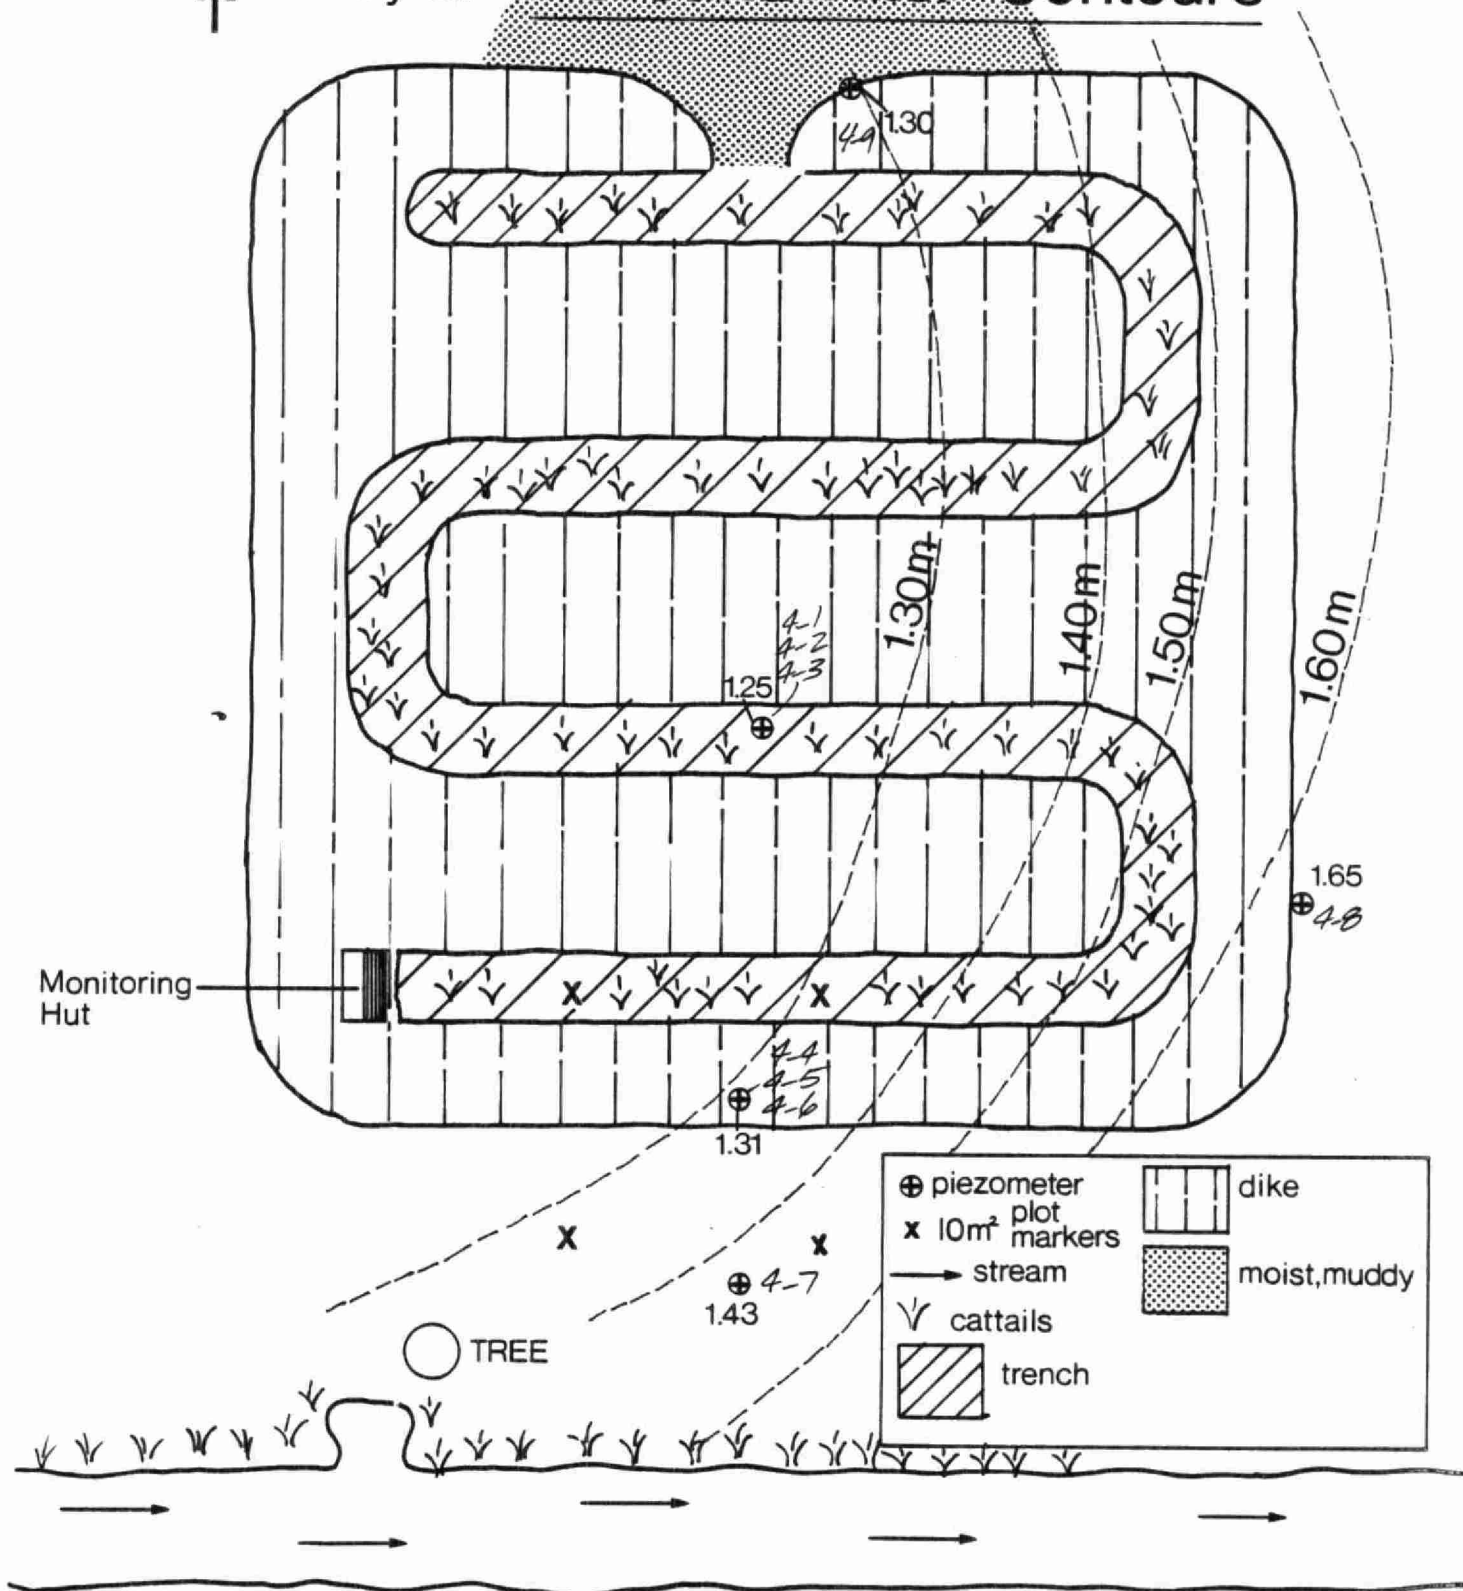 Contours
1.30
4-9
1.30m
1.40m
1.50m
1.60m
4-1
4-2
4-3
1.25
1.65
4-8
Monitoring
Hut
4-4
4-5
4-6
1.31
X
X
X
X
4-7
1.43
TREE
piezometer
x 10m² plot
markers
stream
cattails
trench
dike
moist, muddy